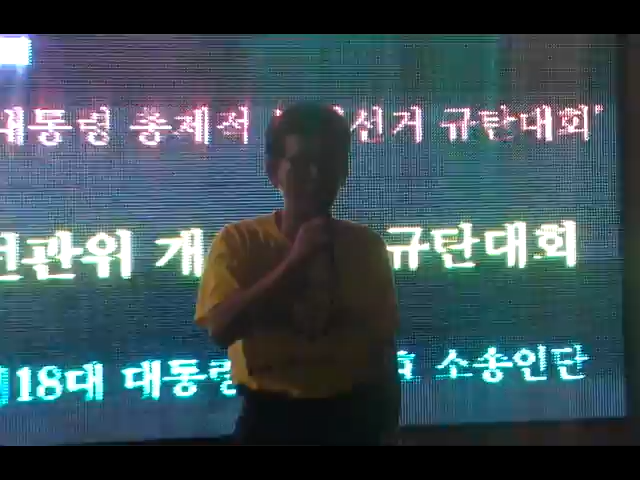 대통령 총체적 선거 규탄대회"
선관위 개 규탄대회
제18대 대통령 소송인단